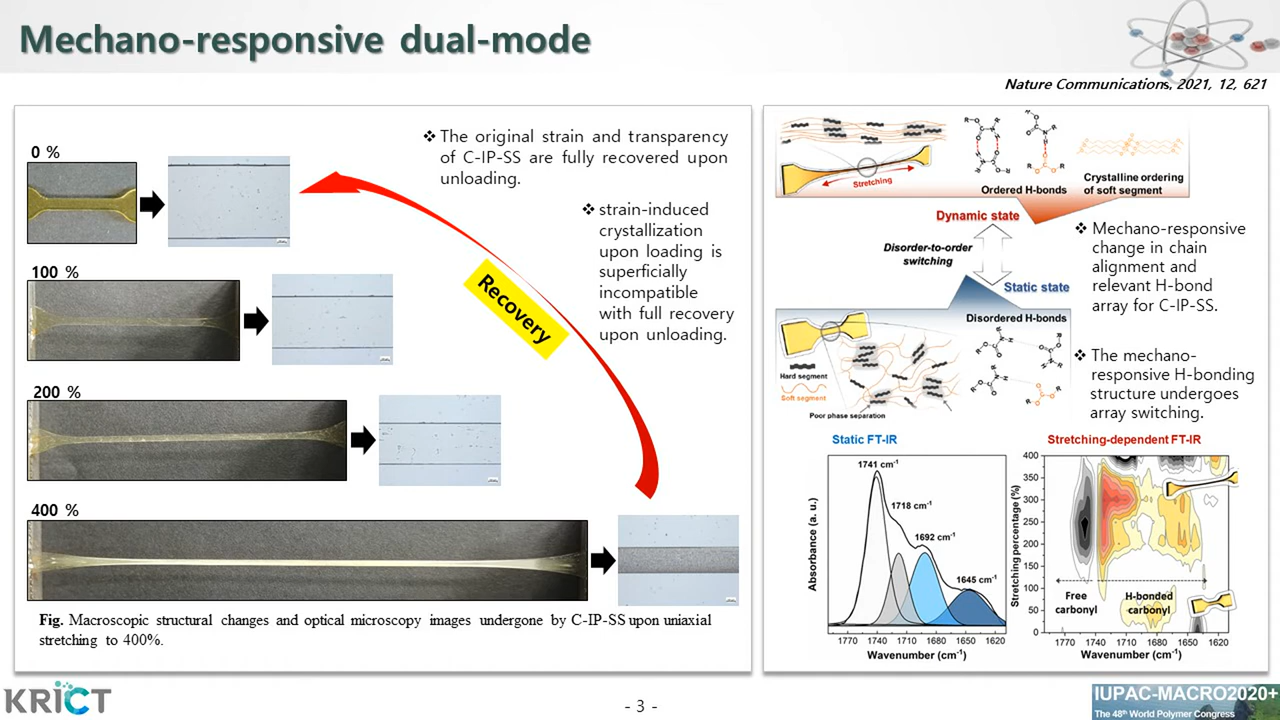 Mechano-responsive dual-mode
Nature Communications, 2021, 12, 621
0 %
100 %
200 %
400 %
❖ The original strain and transparency
of C-IP-SS are fully recovered upon
unloading.
❖ strain-induced
crystallization
upon loading is
superficially
incompatible
with full recovery
upon unloading.
Recovery
Fig. Macroscopic structural changes and optical microscopy images undergone by C-IP-SS upon uniaxial
stretching to 400%.
Stretching
Ordered H-bonds
Crystalline ordering
of soft segment
Dynamic state
Disorder-to-order
switching
Static state
Disordered H-bonds
Hard segment
Soft segment
Poor phase separation
❖ Mechano-responsive
change in chain
alignment and
relevant H-bond
array for C-IP-SS.
❖ The mechano-
responsive H-bonding
structure undergoes
array switching.
Static FT-IR
1741 cm-1
1718 cm-1
1692 cm-1
1645 cm-1
Absorbance (a. u.)
1770 1740 1710 1680 1650 1620
Wavenumber (cm-1)
Stretching-dependent FT-IR
400
350
300
250
200
150
100
50
0
Stretching percentage (%)
Free
carbonyl
H-bonded
carbonyl
1770 1740 1710 1680 1650 1620
Wavenumber (cm-1)
KRICT
- 3 -
IUPAC-MACRO2020+
The 48th World Polymer Congress